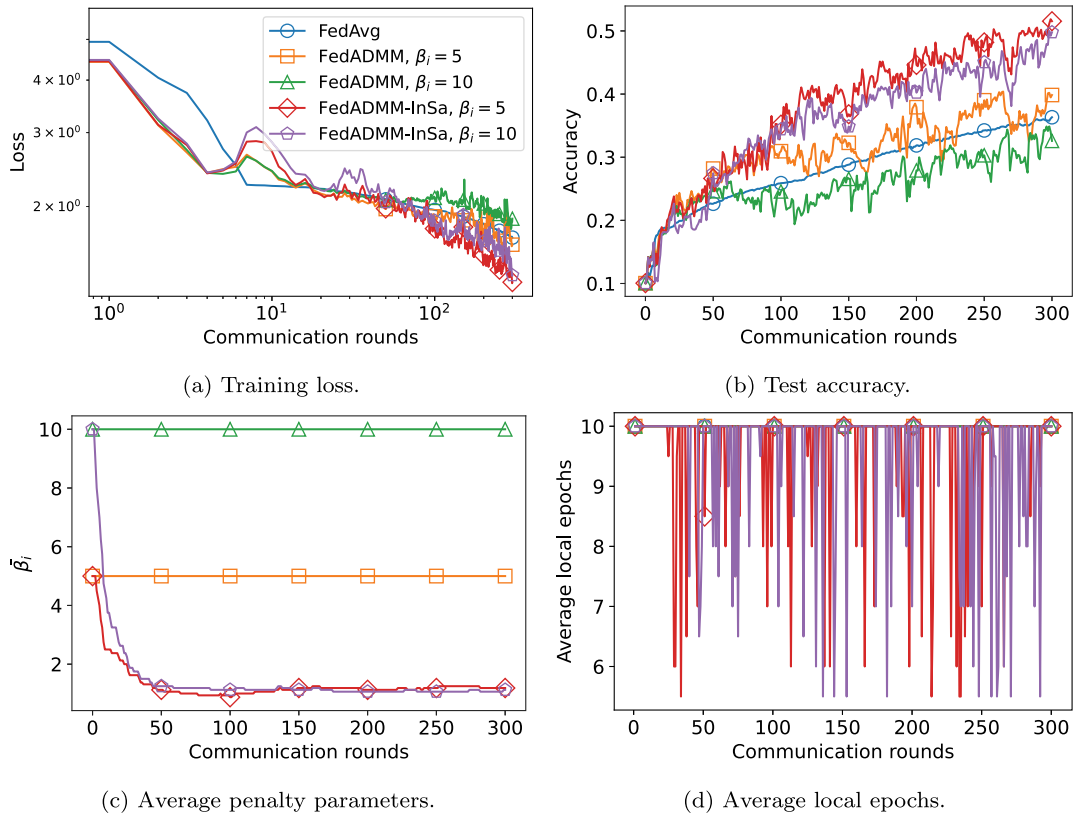 4 × 10⁰
3 × 10⁰
2 × 10⁰
Loss
10⁰
10¹
10²
Communication rounds
FedAvg
FedADMM, βᵢ = 5
FedADMM, βᵢ = 10
FedADMM-InSa, βᵢ = 5
FedADMM-InSa, βᵢ = 10
(a) Training loss.
0.5
0.4
0.3
0.2
0.1
Accuracy
0 50 100 150 200 250 300
Communication rounds
(b) Test accuracy.
10
8
6
4
2
β̄ᵢ
0 50 100 150 200 250 300
Communication rounds
(c) Average penalty parameters.
10
9
8
7
6
Average local epochs
0 50 100 150 200 250 300
Communication rounds
(d) Average local epochs.